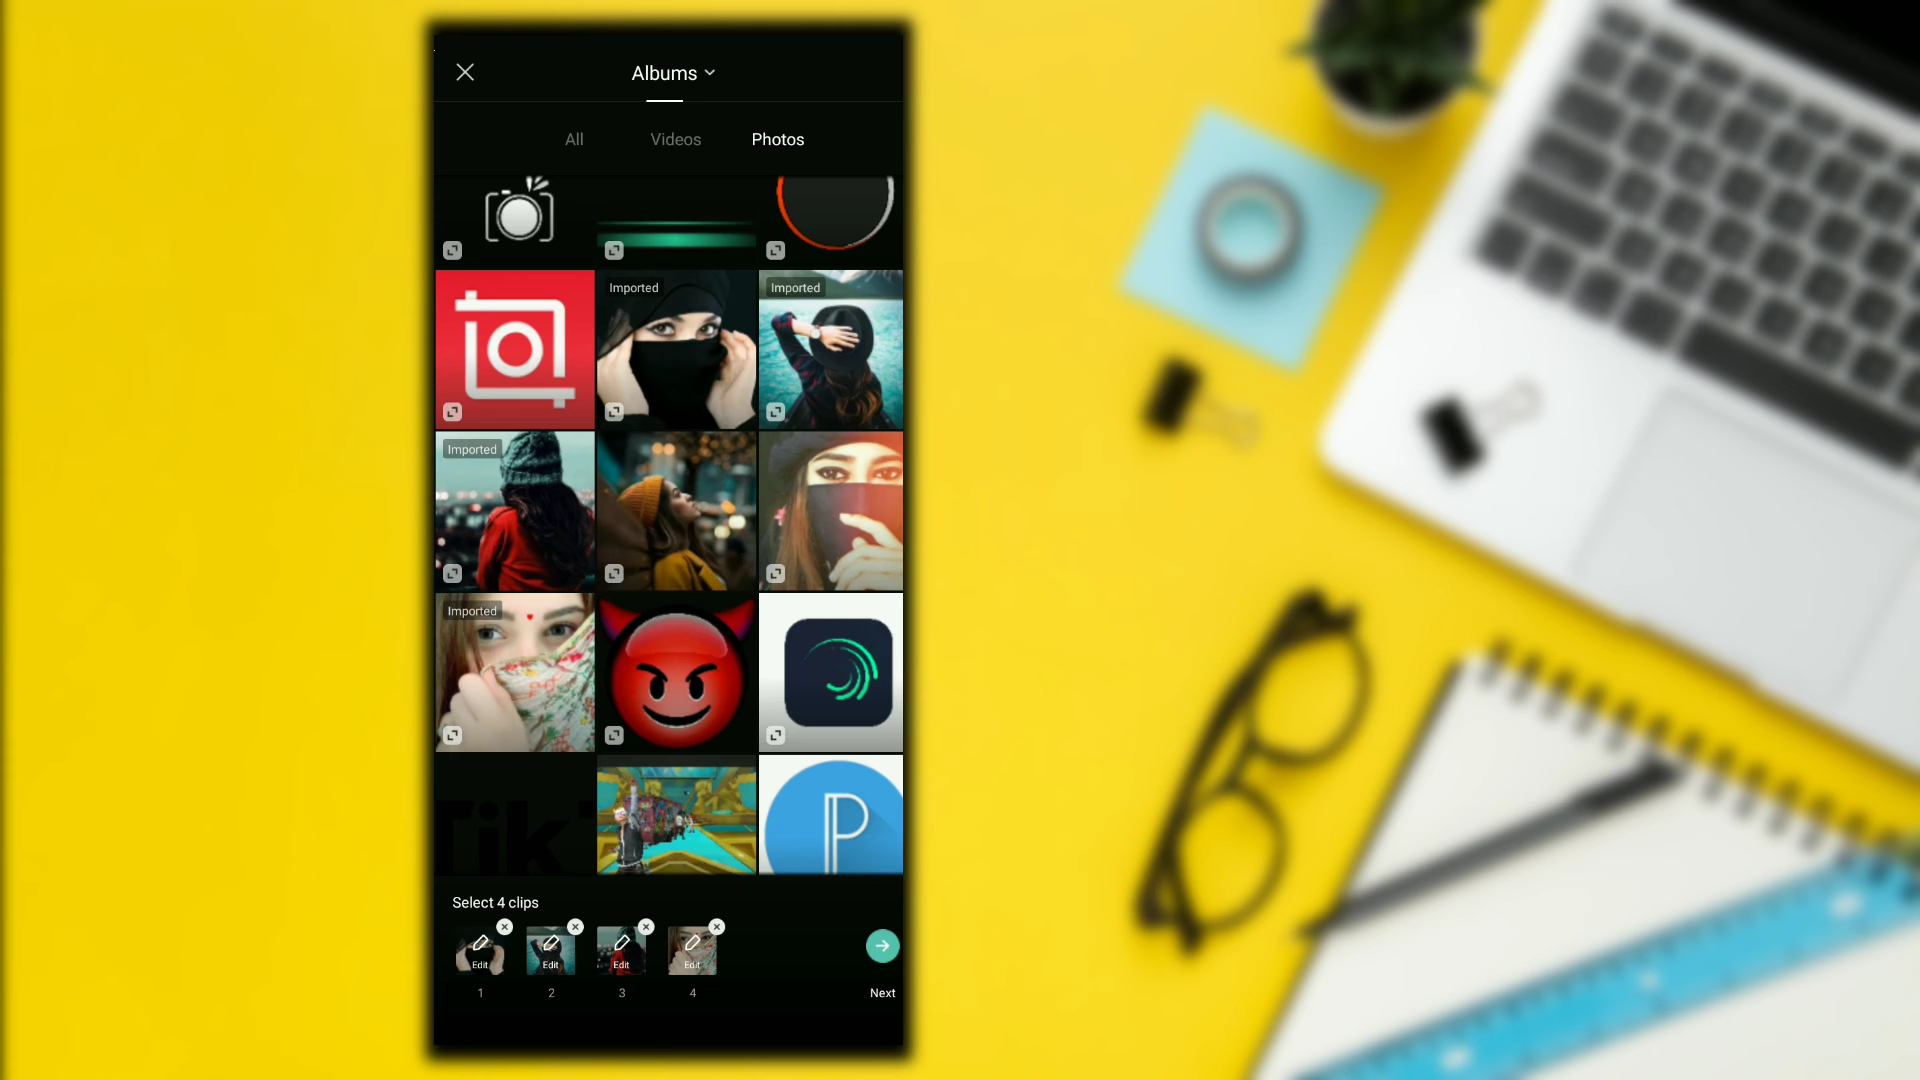 Albums
All Videos Photos
Imported Imported
Imported
Imported
Tik
P
Select 4 clips
Edit Edit Edit Edit
1 2 3 4 Next